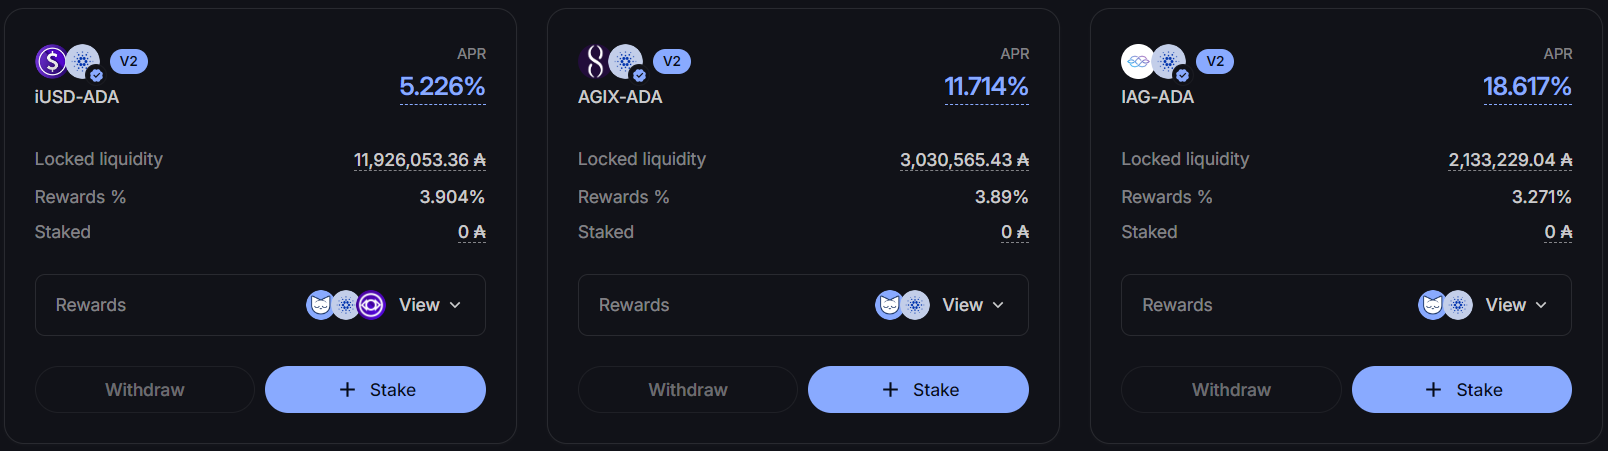 V2
APR
5.226%
iUSD-ADA
Locked liquidity 11,926,053.36 ₳
Rewards % 3.904%
Staked 0 ₳
Rewards View
Withdraw + Stake
V2
APR
11.714%
AGIX-ADA
Locked liquidity 3,030,565.43 ₳
Rewards % 3.89%
Staked 0 ₳
Rewards View
Withdraw + Stake
V2
APR
18.617%
IAG-ADA
Locked liquidity 2,133,229.04 ₳
Rewards % 3.271%
Staked 0 ₳
Rewards View
Withdraw + Stake